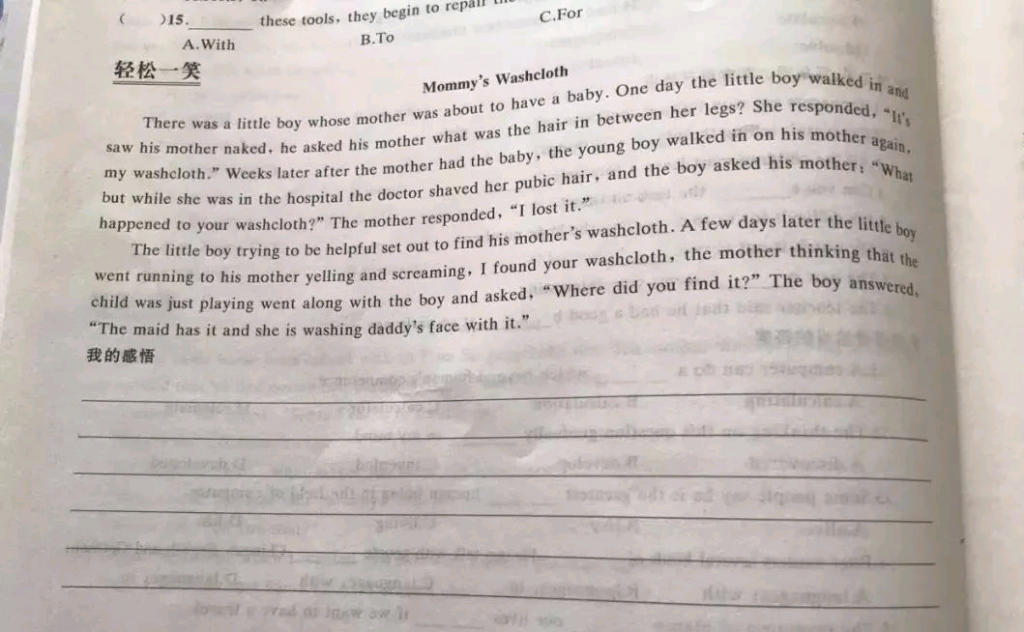 ( )15. ______ these tools, they begin to repair
A.With B.To C.For
轻松一笑
Mommy's Washcloth
There was a little boy whose mother was about to have a baby. One day the little boy walked in and
saw his mother naked, he asked his mother what was the hair in between her legs? She responded, "It's
my washcloth." Weeks later after the mother had the baby, the young boy walked in on his mother again,
but while she was in the hospital the doctor shaved her pubic hair, and the boy asked his mother: "What
happened to your washcloth?" The mother responded, "I lost it."
The little boy trying to be helpful set out to find his mother's washcloth. A few days later the little boy
went running to his mother yelling and screaming, I found your washcloth, the mother thinking that the
child was just playing went along with the boy and asked, "Where did you find it?" The boy answered,
"The maid has it and she is washing daddy's face with it."
我的感悟